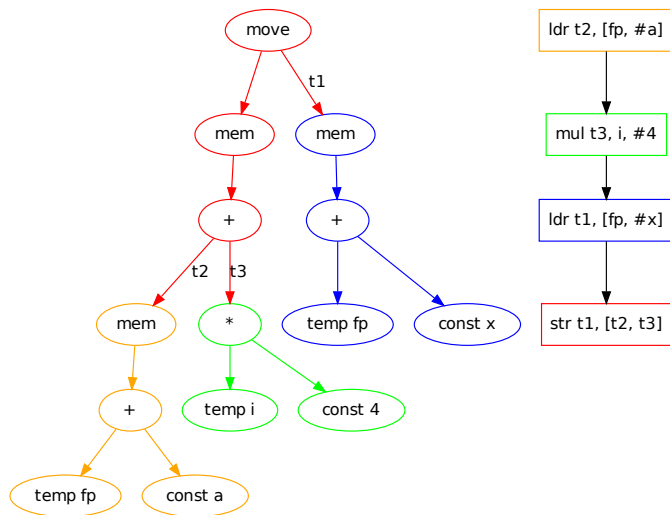 move
ldr t2, [fp, #a]
t1
mem
mem
mul t3, i, #4
+
+
ldr t1, [fp, #x]
t2
t3
mem
*
temp fp
const x
str t1, [t2, t3]
+
temp i
const 4
temp fp
const a